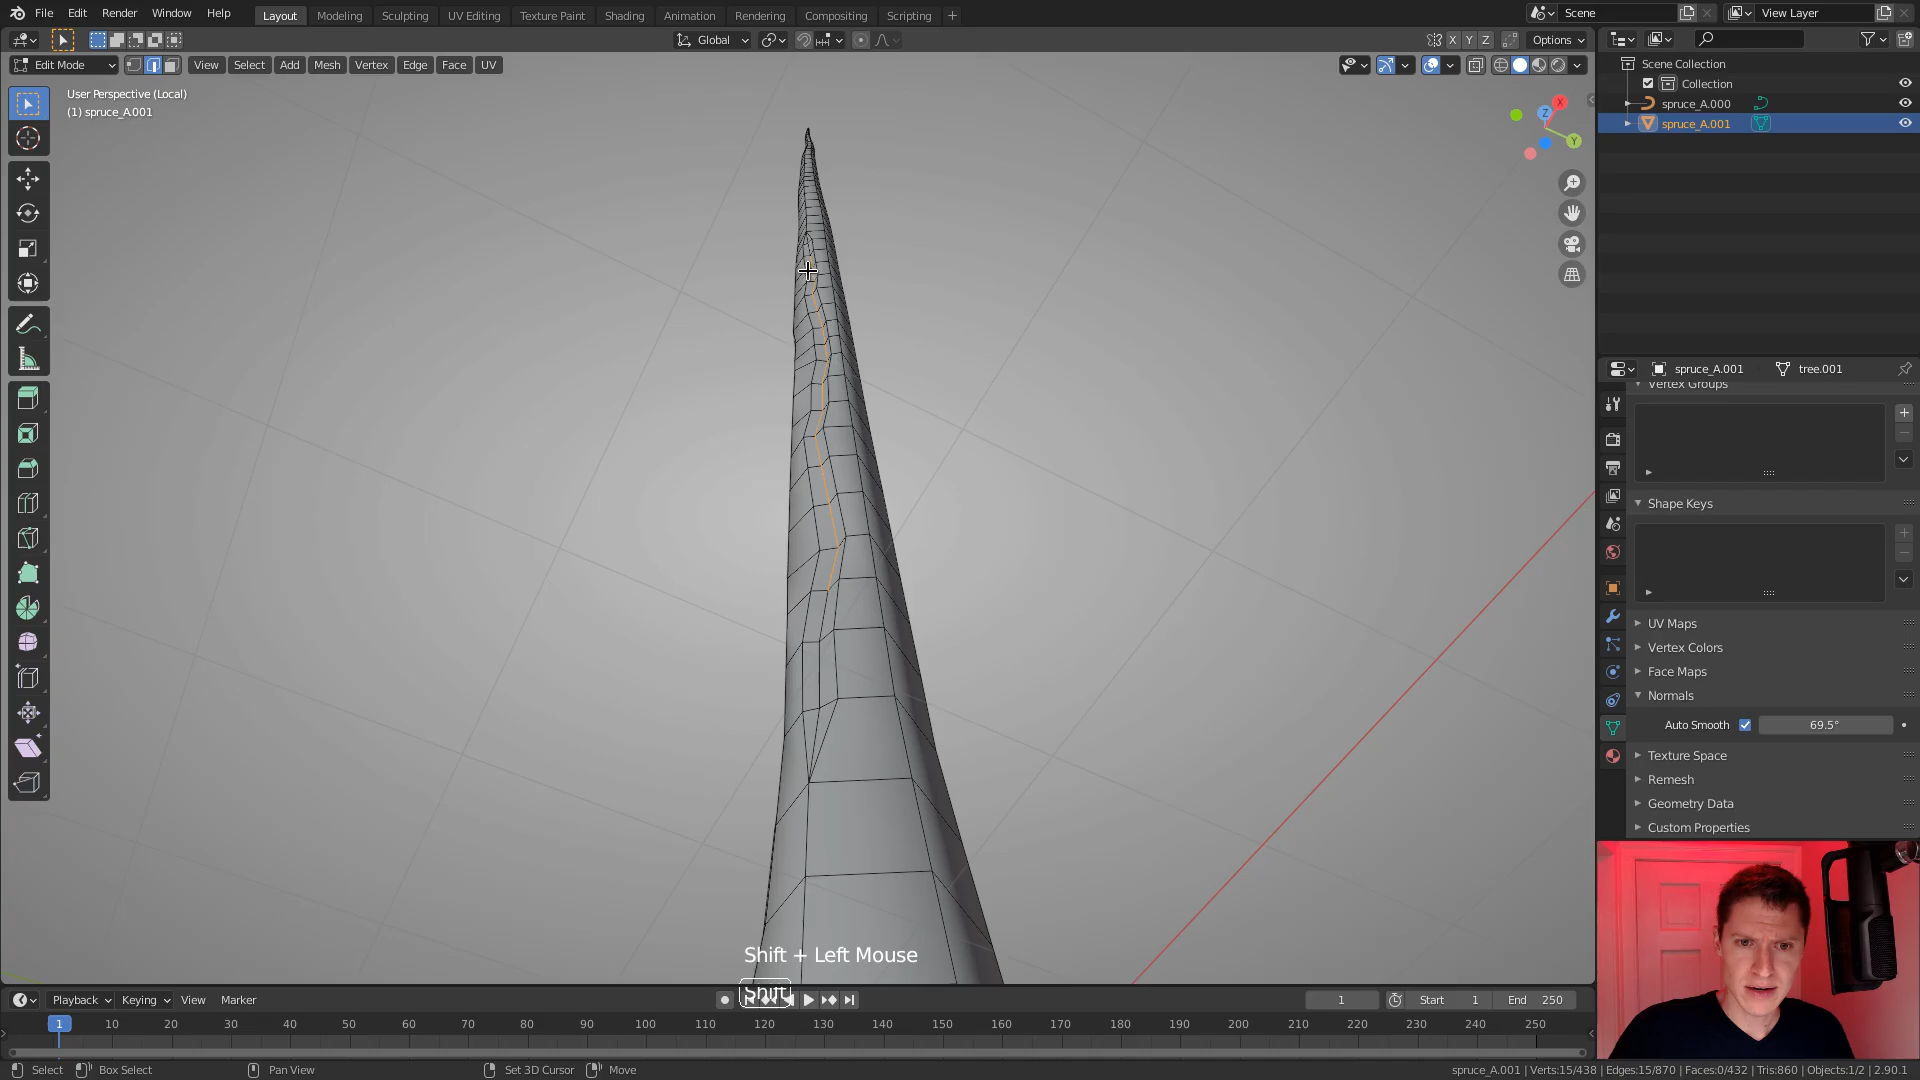 File Edit Render Window Help Layout Modeling Sculpting UV Editing Texture Paint Shading Animation Rendering Compositing Scripting + Scene View Layer
Global X Y Z Options
Edit Mode View Select Add Mesh Vertex Edge Face UV
User Perspective (Local)
(1) spruce_A.001
X
Y
Z
Scene Collection
Collection
spruce_A.000
spruce_A.001
spruce_A.001 tree.001
Vertex Groups
Shape Keys
UV Maps
Vertex Colors
Face Maps
Normals
Auto Smooth 69.5°
Texture Space
Remesh
Geometry Data
Custom Properties
Shift + Left Mouse
Shift
Playback Keying View Marker 1 Start 1 End 250
1 10 20 30 40 50 60 70 80 90 100 110 120 130 140 150 160 170 180 190 200 210 220 230 240 250
Select Box Select Pan View Set 3D Cursor Move spruce_A.001 | Verts:15/438 | Edges:15/870 | Faces:0/432 | Tris:860 | Objects:1/2 | 2.90.1